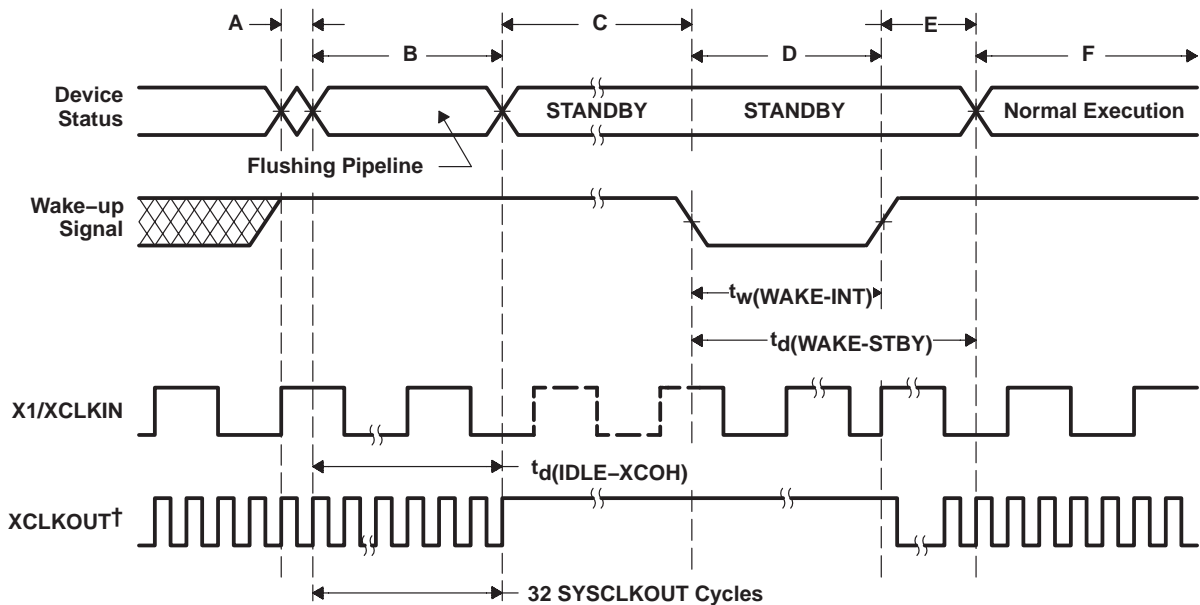 A
B
C
D
E
F
Device
Status
STANDBY
STANDBY
Normal Execution
Flushing Pipeline
Wake–up
Signal
tw(WAKE-INT)
td(WAKE-STBY)
X1/XCLKIN
td(IDLE–XCOH)
XCLKOUT†
32 SYSCLKOUT Cycles